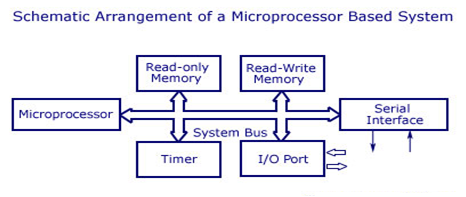 Schematic Arrangement of a Microprocessor Based System
Read-only
Memory
Read-Write
Memory
Microprocessor
Serial
Interface
System Bus
Timer
I/O Port